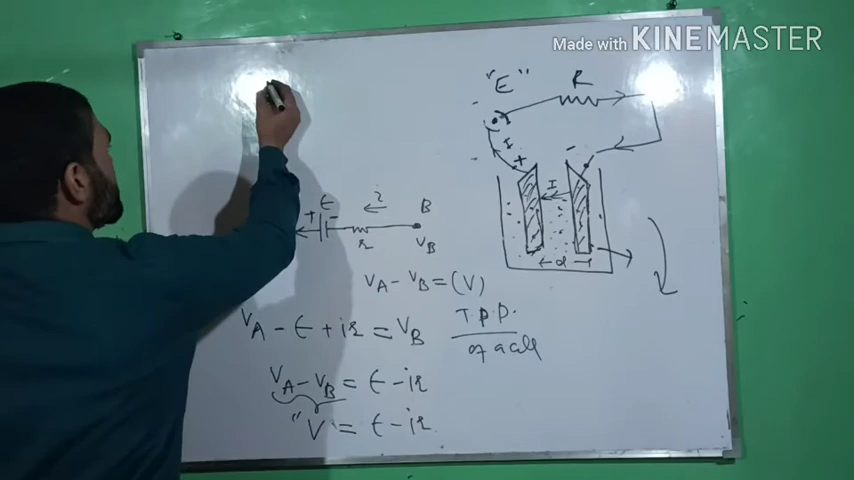 Made with KINEMASTER
"E" R
I
+ -
I
d
+ E - i B
r V_B
V_A - V_B = (V)
V_A - E + ir = V_B T.P.D.
of a cell
V_A - V_B = E - ir
"V = E - ir